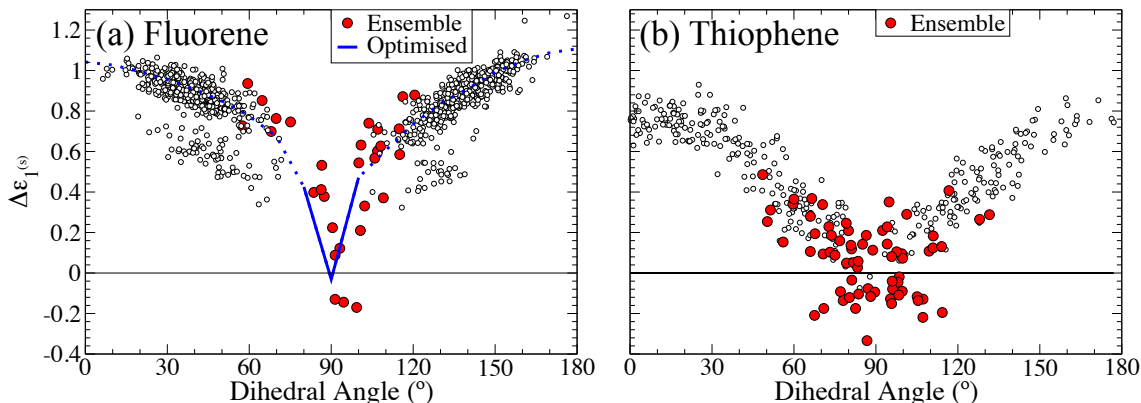 (a) Fluorene
Ensemble
Optimised
1.2
1
0.8
0.6
0.4
0.2
0
-0.2
-0.4
Δε₁⁽ˢ⁾
0 30 60 90 120 150 180
Dihedral Angle (º)
(b) Thiophene
Ensemble
0 30 60 90 120 150 180
Dihedral Angle (º)